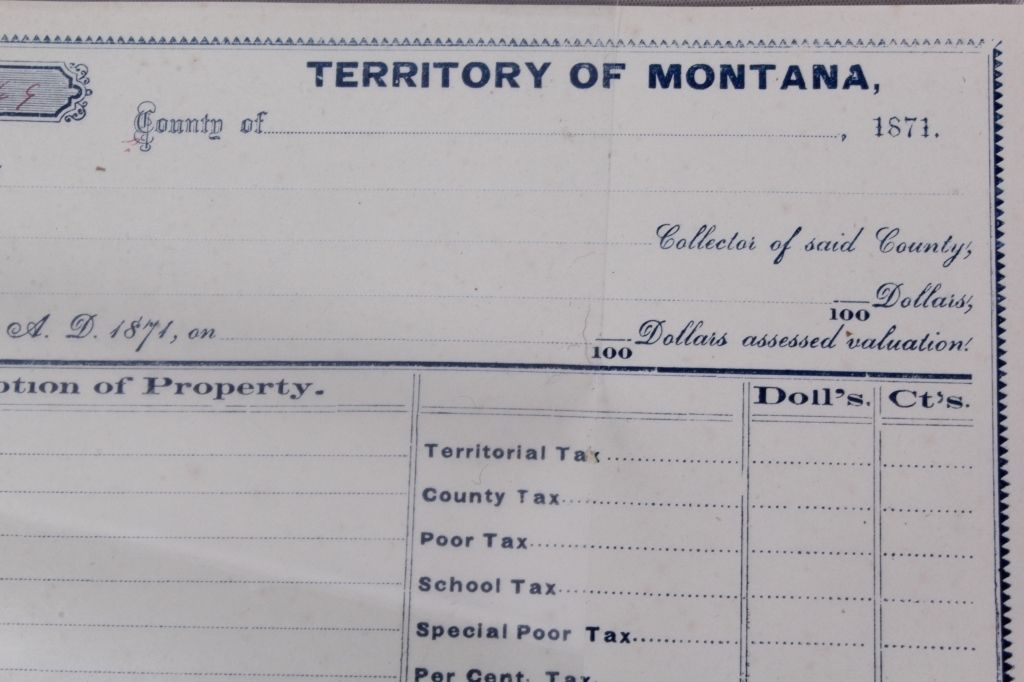 TERRITORY OF MONTANA,
County of , 1871.
Collector of said County,
100 Dollars,
A. D. 1871, on 100 Dollars assessed valuation.
ption of Property. Doll's. Ct's.
Territorial Tax
County Tax
Poor Tax
School Tax
Special Poor Tax
Per Cent. Tax